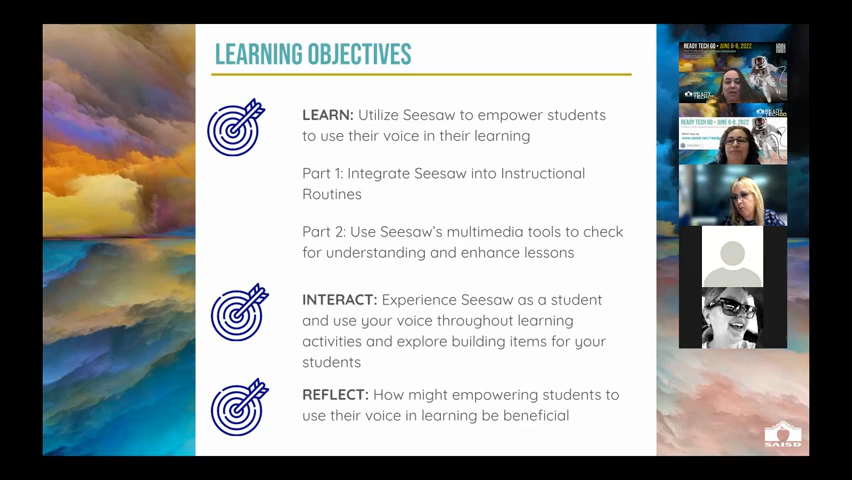 LEARNING OBJECTIVES
LEARN: Utilize Seesaw to empower students
to use their voice in their learning
Part 1: Integrate Seesaw into Instructional
Routines
Part 2: Use Seesaw's multimedia tools to check
for understanding and enhance lessons
INTERACT: Experience Seesaw as a student
and use your voice throughout learning
activities and explore building items for your
students
REFLECT: How might empowering students to
use their voice in learning be beneficial
READY TECH GO • JUNE 6-8, 2022
READY TECH GO • JUNE 6-8, 2022
SAISD